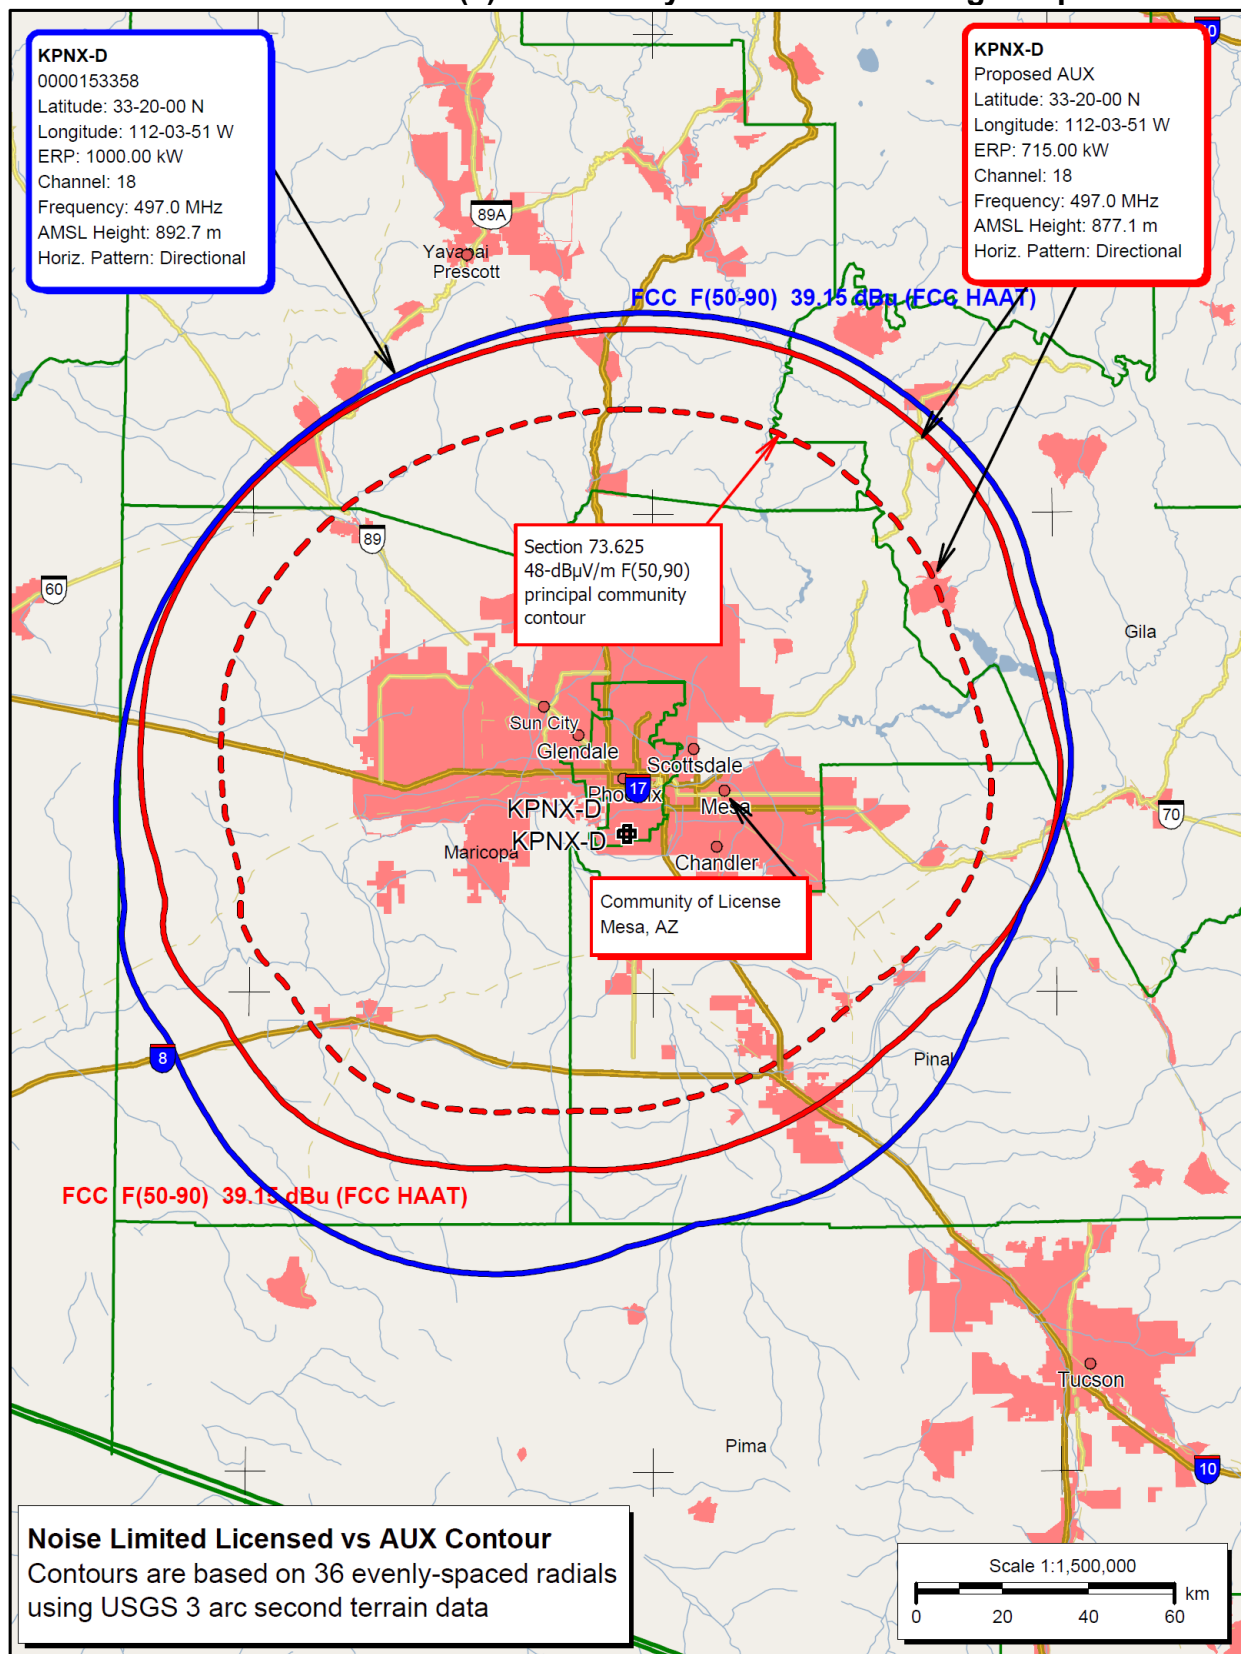 KPNX-D
0000153358
Latitude: 33-20-00 N
Longitude: 112-03-51 W
ERP: 1000.00 kW
Channel: 18
Frequency: 497.0 MHz
AMSL Height: 892.7 m
Horiz. Pattern: Directional
KPNX-D
Proposed AUX
Latitude: 33-20-00 N
Longitude: 112-03-51 W
ERP: 715.00 kW
Channel: 18
Frequency: 497.0 MHz
AMSL Height: 877.1 m
Horiz. Pattern: Directional
89A
Yavapai
Prescott
FCC F(50-90) 39.15 dBu (FCC HAAT)
Section 73.625
48-dBµV/m F(50,90)
principal community
contour
89
60
Gila
Sun City
Glendale
Scottsdale
Phoenix
17
Mesa
KPNX-D
KPNX-D
70
Maricopa
Chandler
Community of License
Mesa, AZ
8
Pinal
FCC F(50-90) 39.15 dBu (FCC HAAT)
Tucson
Pima
10
Noise Limited Licensed vs AUX Contour
Contours are based on 36 evenly-spaced radials
using USGS 3 arc second terrain data
Scale 1:1,500,000
km
0 20 40 60